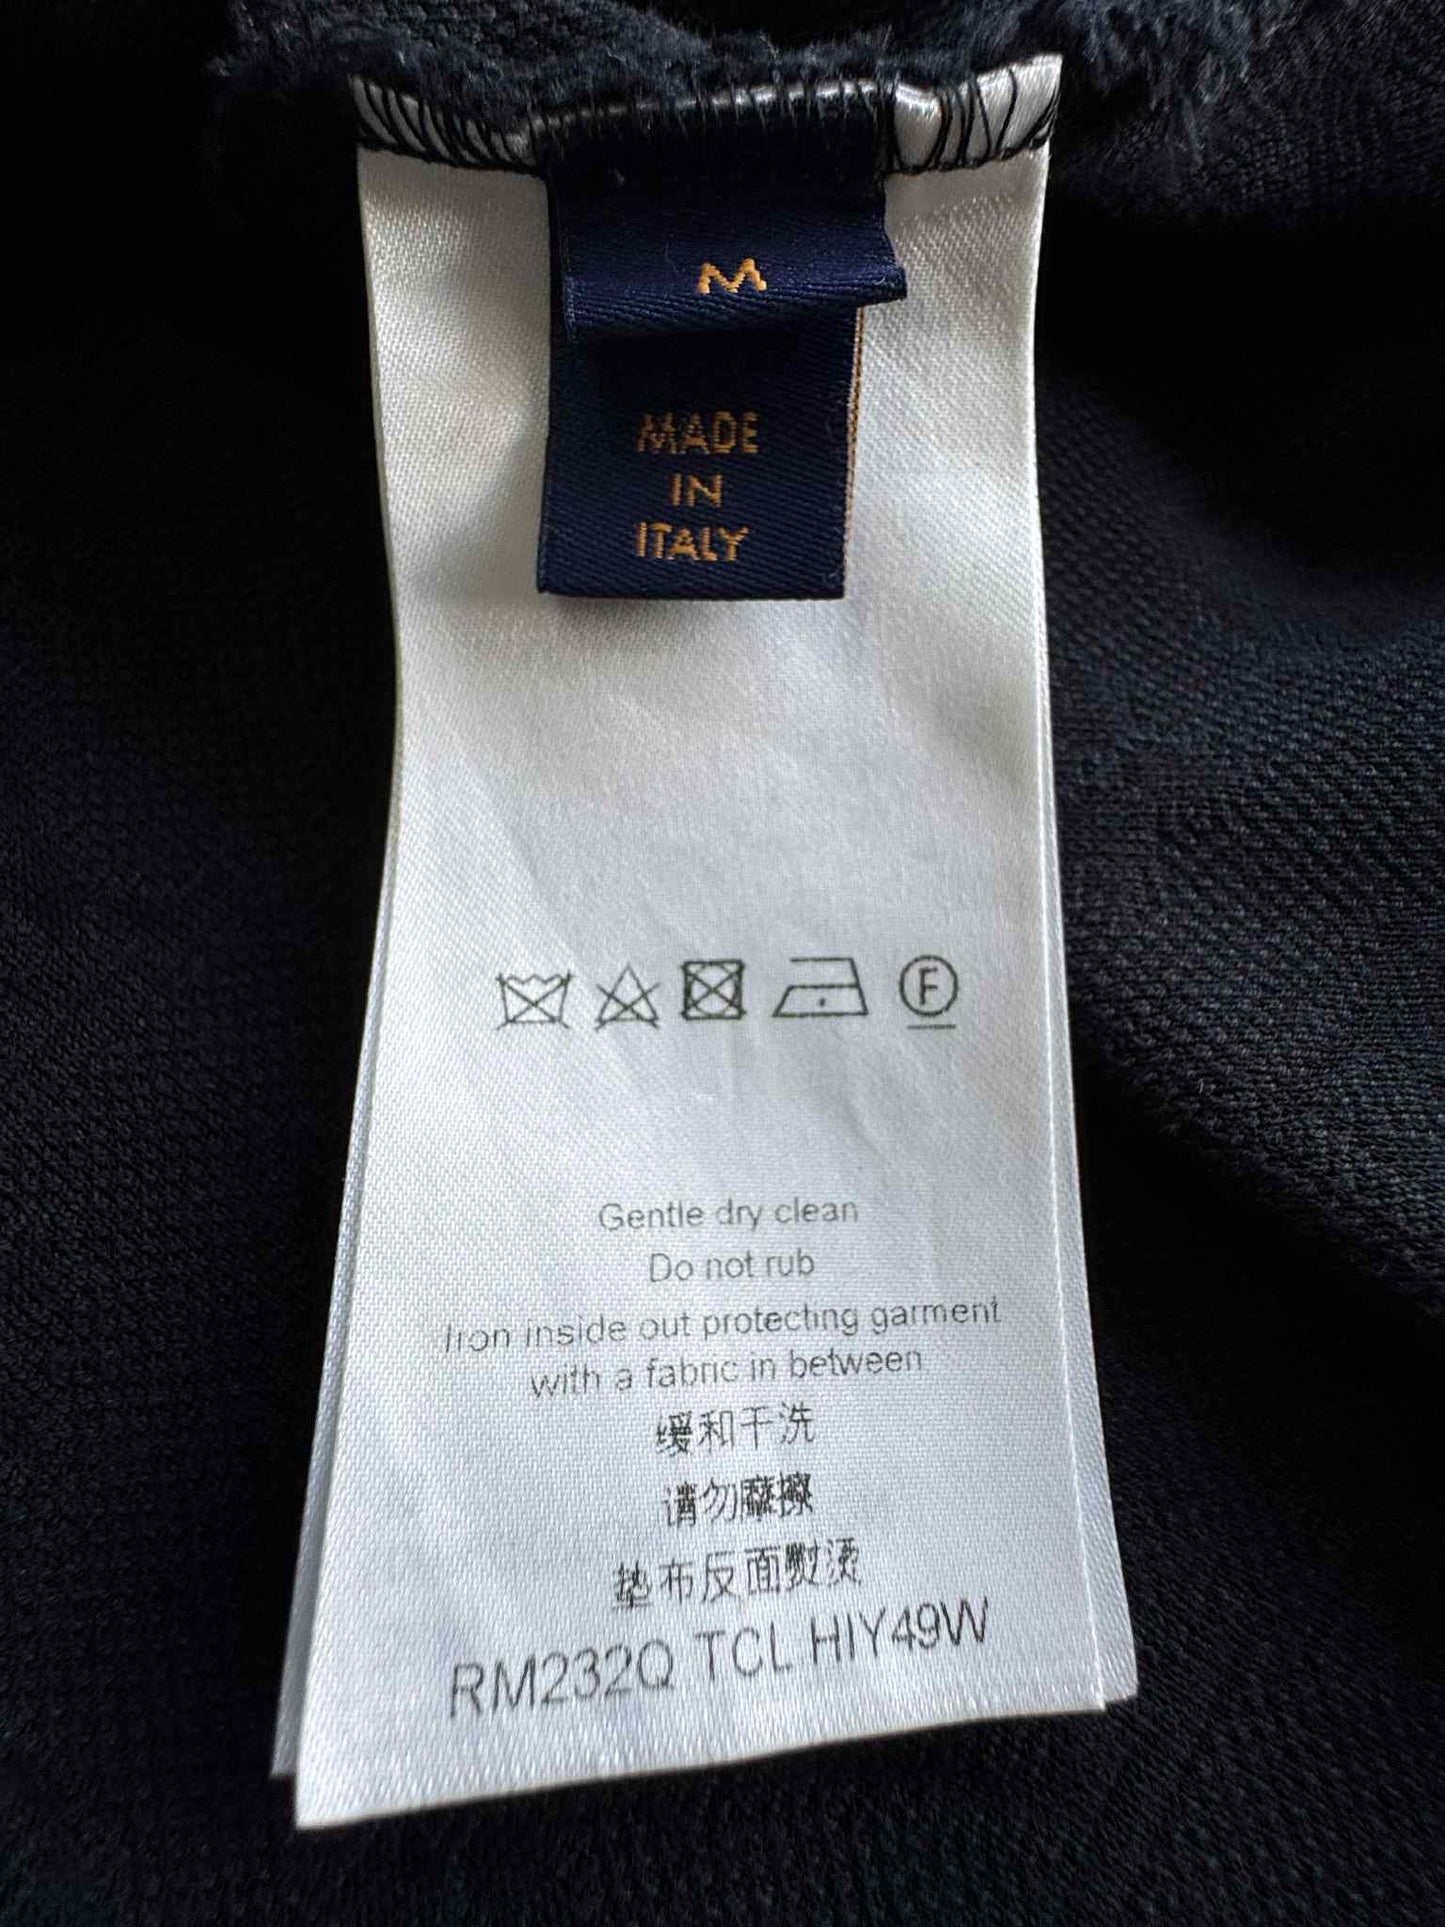 M
MADE
IN
ITALY
F
Gentle dry clean
Do not rub
Iron inside out protecting garment
with a fabric in between
缓和干洗
请勿摩擦
垫布反面熨烫
RM232Q TCL HIY49W